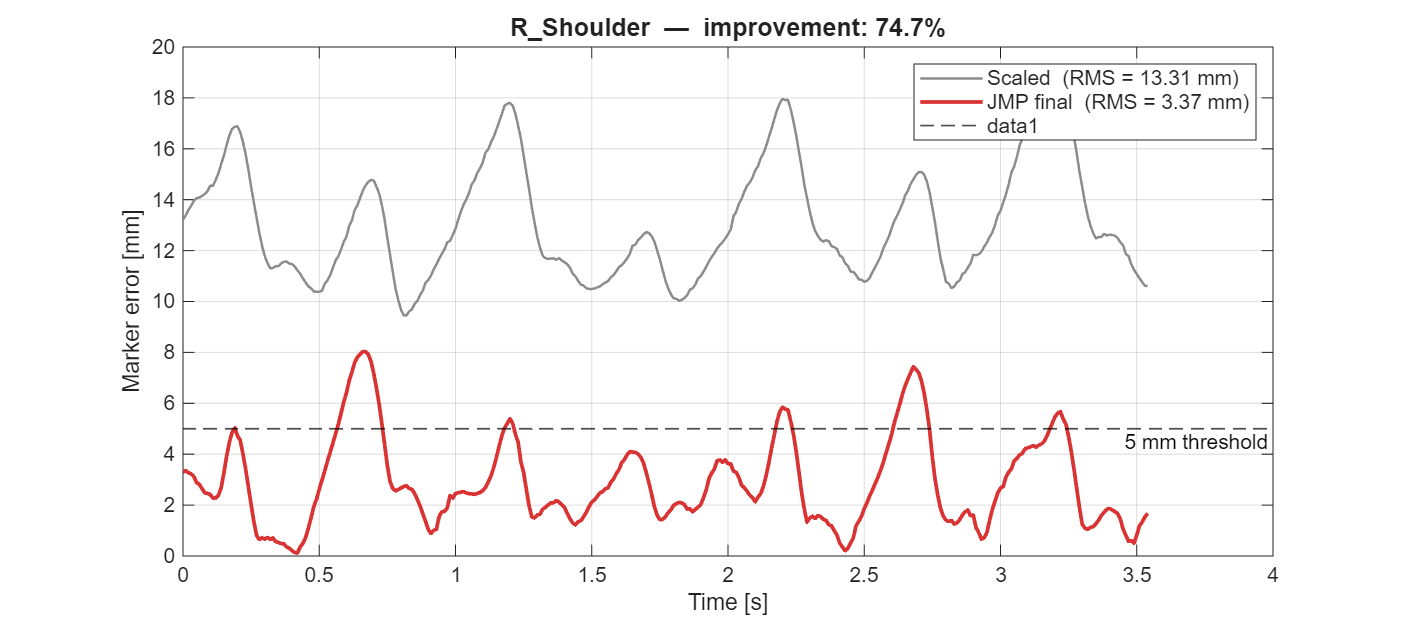 R_Shoulder — improvement: 74.7%
20
18
16
14
12
10
8
6
4
2
0
Marker error [mm]
Scaled (RMS = 13.31 mm)
JMP final (RMS = 3.37 mm)
data1
5 mm threshold
0 0.5 1 1.5 2 2.5 3 3.5 4
Time [s]